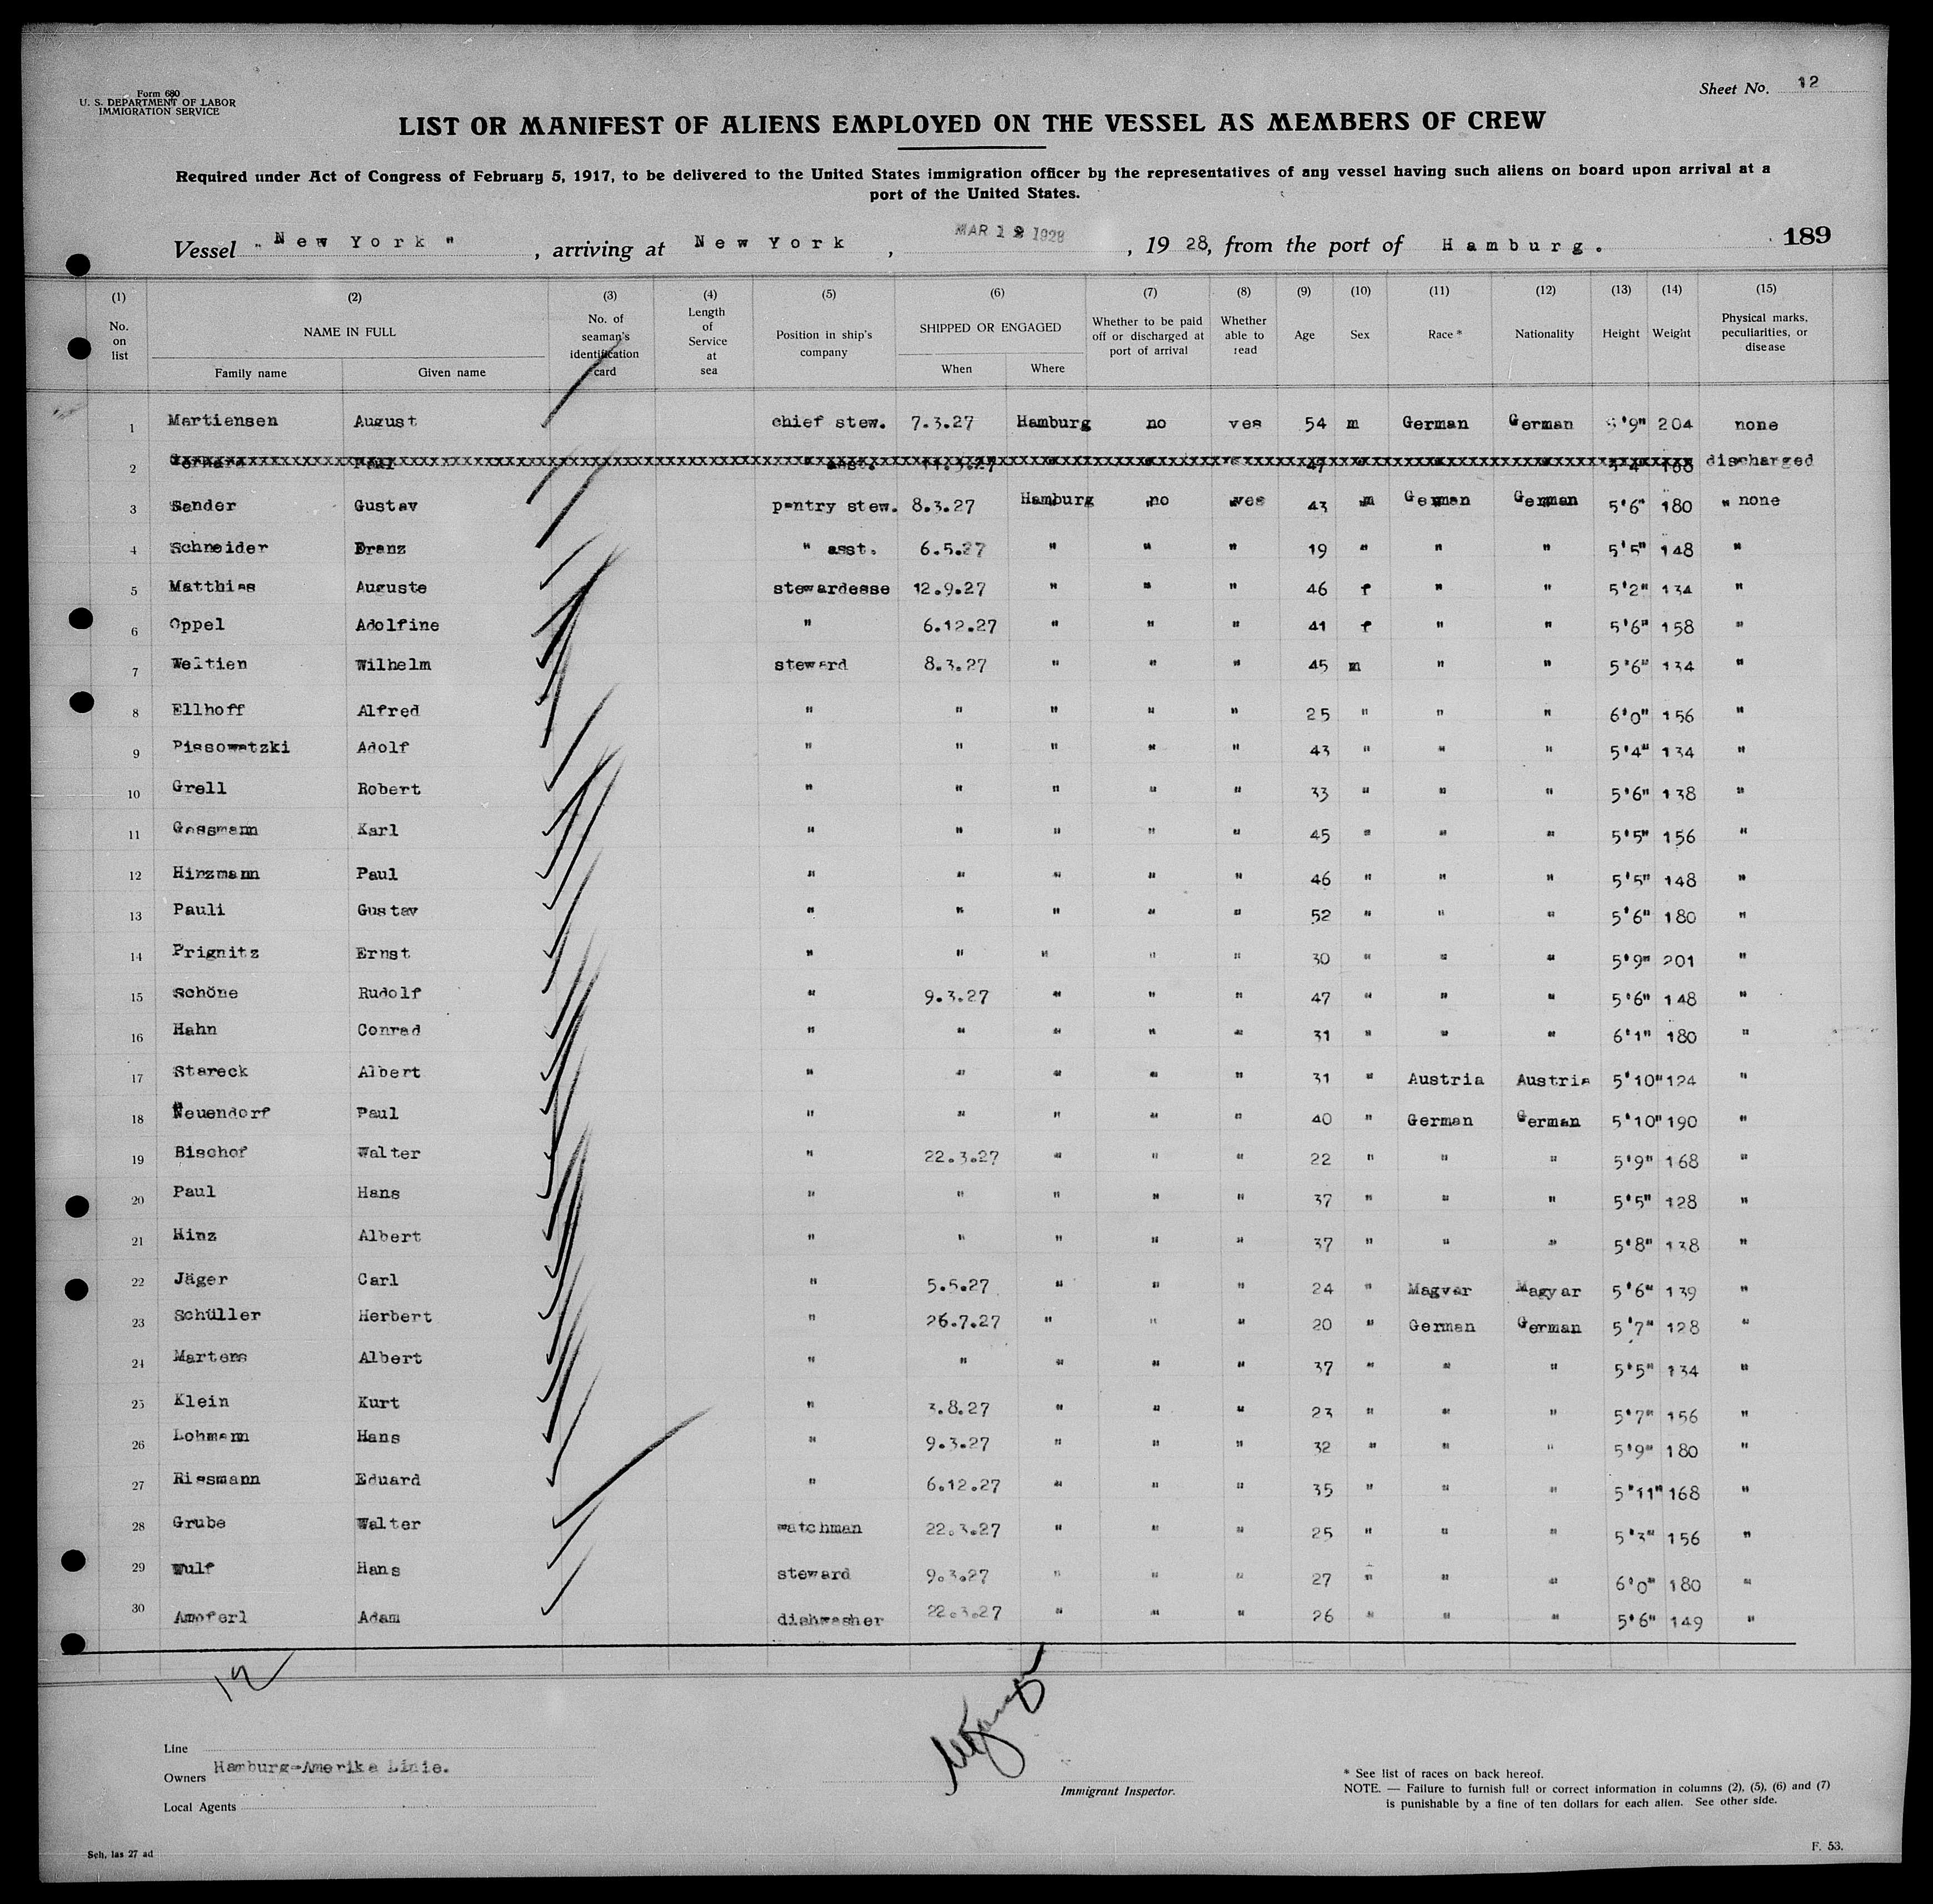 Form 680
U. S. DEPARTMENT OF LABOR
IMMIGRATION SERVICE
Sheet No. 12
LIST OR MANIFEST OF ALIENS EMPLOYED ON THE VESSEL AS MEMBERS OF CREW
Required under Act of Congress of February 5, 1917, to be delivered to the United States immigration officer by the representatives of any vessel having such aliens on board upon arrival at a
port of the United States.
Vessel "New York", arriving at New York, MAR 12 1928, 1928, from the port of Hamburg. 189
(1) (2) (3) (4) (5) (6) (7) (8) (9) (10) (11) (12) (13) (14) (15)
No. on list NAME IN FULL No. of seaman's identification card Length of Service at sea Position in ship's company SHIPPED OR ENGAGED Whether to be paid off or discharged at port of arrival Whether able to read Age Sex Race * Nationality Height Weight Physical marks, peculiarities, or disease
Family name Given name When Where
1 Martiensen August chief stew. 7.3.27 Hamburg no yes 54 m German German 5'9" 204 none
2 Paul " asst. 47 " 5'4" 168 discharged
3 Sander Gustav pantry stew. 8.3.27 Hamburg no yes 43 m German German 5'6" 180 " none
4 Schneider Franz " asst. 6.5.27 " " " 19 " " " 5'5" 148 "
5 Matthias Auguste stewardesse 12.9.27 " " " 46 f " " 5'2" 134 "
6 Oppel Adolfine " 6.12.27 " " " 41 f " " 5'6" 158 "
7 Weltien Wilhelm steward 8.3.27 " " " 45 m " " 5'6" 134 "
8 Ellhoff Alfred " " " " " 25 " " " 6'0" 156 "
9 Pissowatzki Adolf " " " " " 43 " " " 5'4" 134 "
10 Grell Robert " " " " " 33 " " " 5'6" 138 "
11 Gassmann Karl " " " " " 45 " " " 5'5" 156 "
12 Hinzmann Paul " " " " " 46 " " " 5'5" 148 "
13 Pauli Gustav " " " " " 52 " " " 5'6" 180 "
14 Prignitz Ernst " " " " " 30 " " " 5'9" 201 "
15 Schöne Rudolf " 9.3.27 " " " 47 " " " 5'6" 148 "
16 Hahn Conrad " " " " " 31 " " " 6'1" 180 "
17 Stareck Albert " " " " " 31 " Austria Austria 5'10" 124 "
18 Neuendorf Paul " " " " " 40 " German German 5'10" 190 "
19 Bischof Walter " 22.3.27 " " " 22 " " " 5'9" 168 "
20 Paul Hans " " " " " 37 " " " 5'5" 128 "
21 Hinz Albert " " " " " 37 " " " 5'8" 138 "
22 Jäger Carl " 5.5.27 " " " 24 " Magyar Magyar 5'6" 139 "
23 Schüller Herbert " 26.7.27 " " " 20 " German German 5'7" 128 "
24 Martens Albert " " " " " 37 " " " 5'5" 134 "
25 Klein Kurt " 3.8.27 " " " 23 " " " 5'7" 156 "
26 Lohmann Hans " 9.3.27 " " " 32 " " " 5'9" 180 "
27 Riesmann Eduard " 6.12.27 " " " 35 " " " 5'11" 168 "
28 Grube Walter watchman 22.3.27 " " " 25 " " " 5'3" 156 "
29 Wulf Hans steward 9.3.27 " " " 27 " " " 6'0" 180 "
30 Amoferl Adam dishwasher 22.3.27 " " " 26 " " " 5'6" 149 "
12
Line
Owners Hamburg-Amerika Linie.
Local Agents
Immigrant Inspector.
* See list of races on back hereof.
NOTE. — Failure to furnish full or correct information in columns (2), (5), (6) and (7)
is punishable by a fine of ten dollars for each alien. See other side.
Sch, las 27 ad
F. 53.